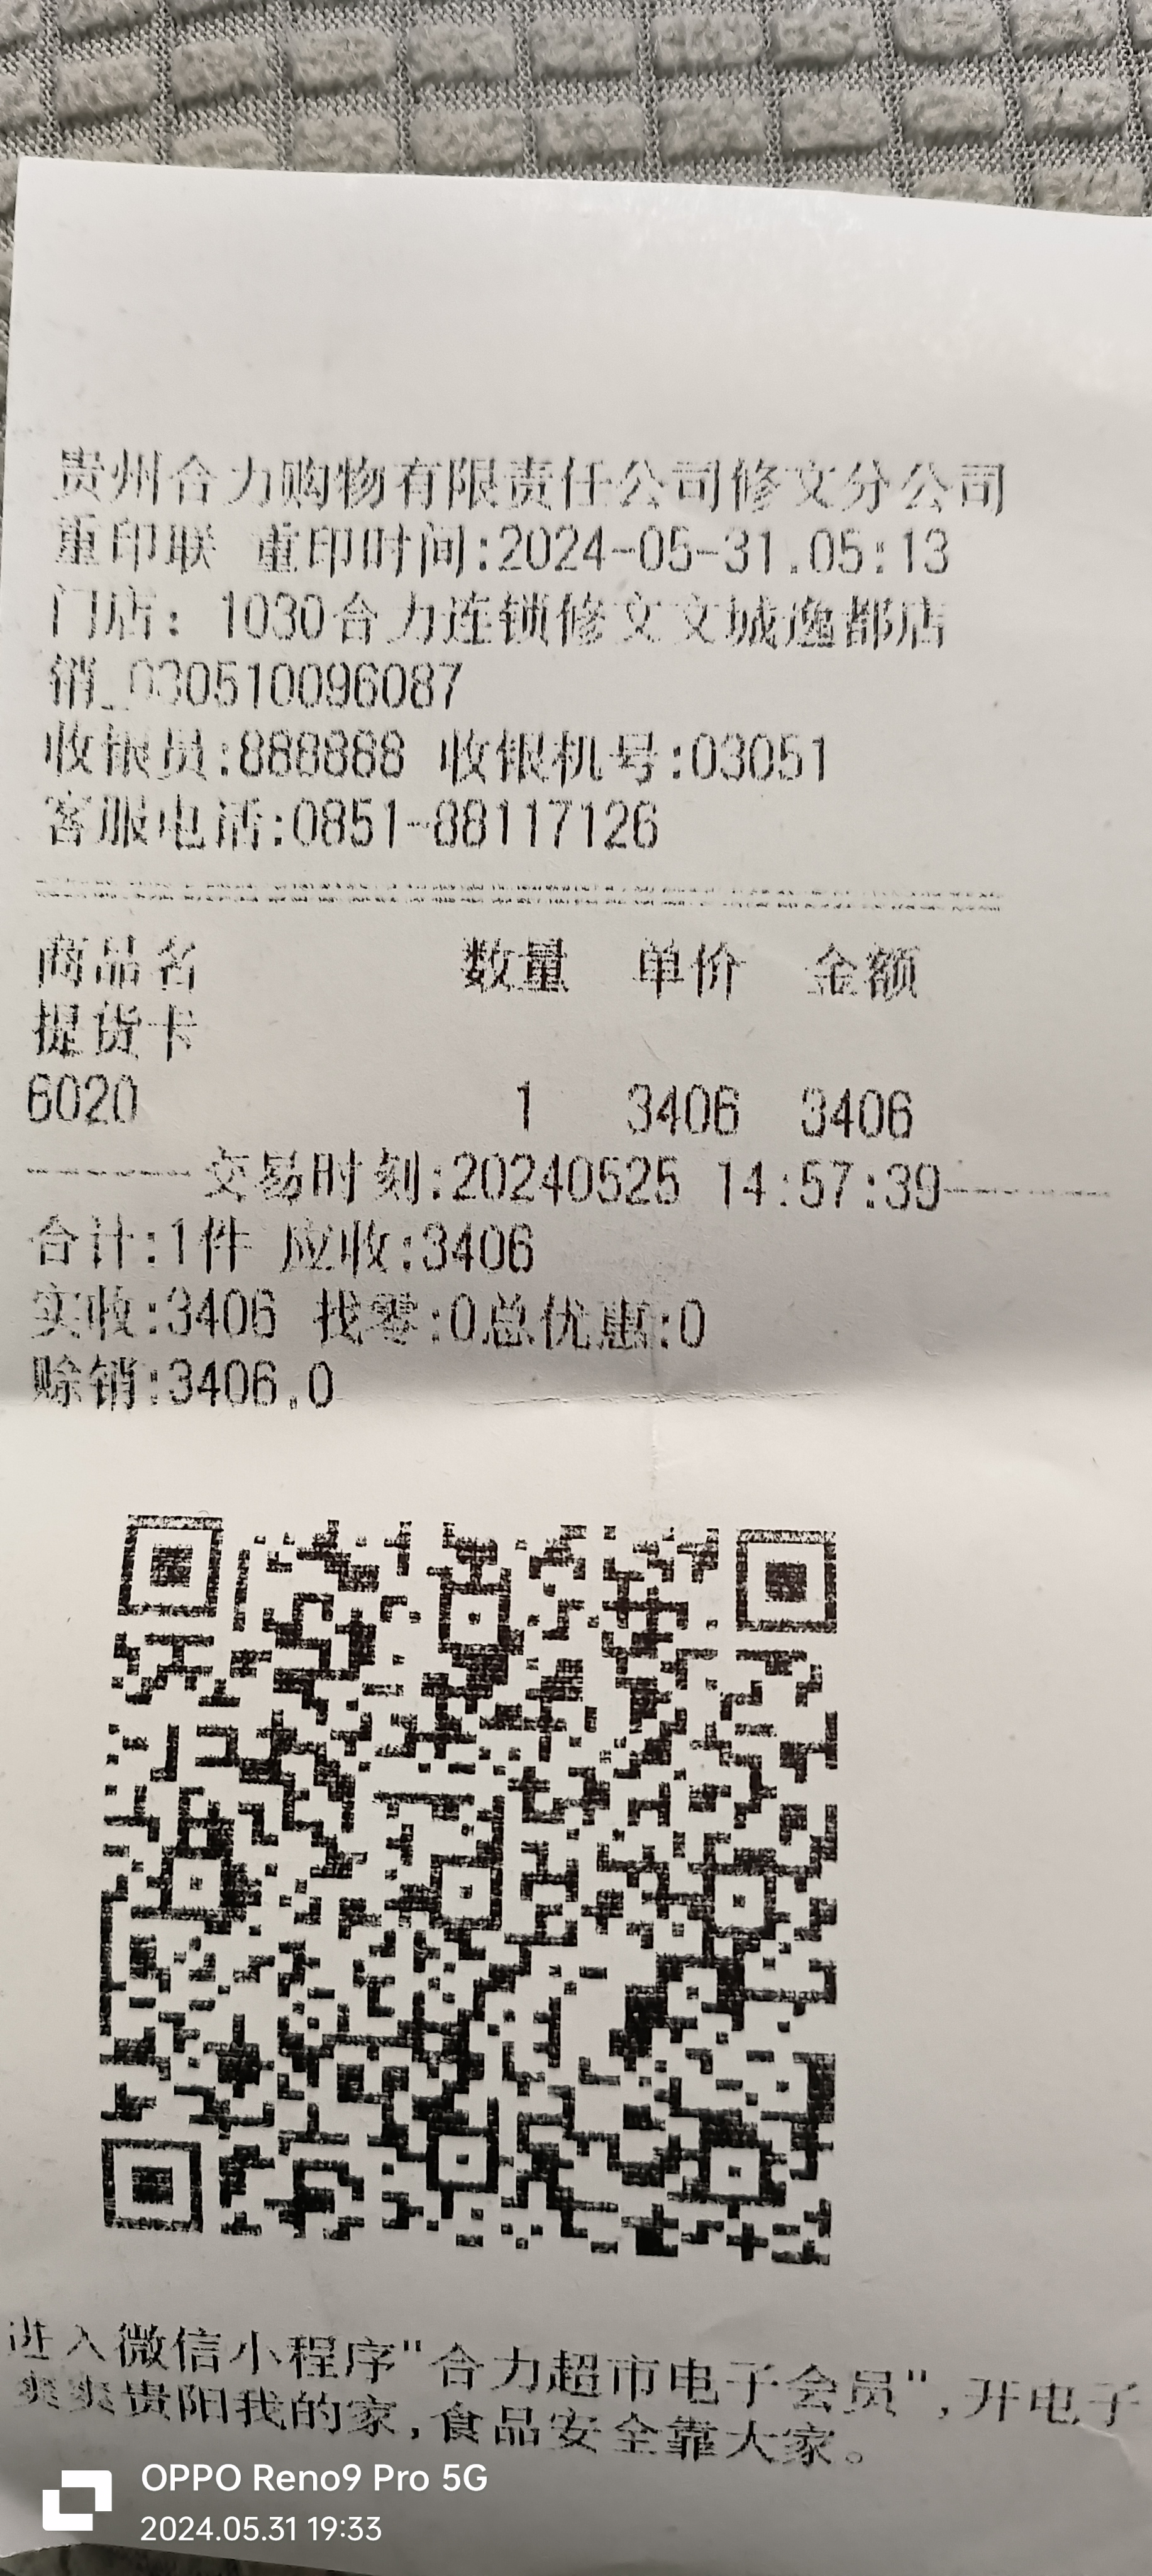 贵州合力购物有限责任公司修文分公司
重印联 重印时间:2024-05-31.05:13
门店：1030合力连锁修文文城逸都店
销_030510096087
收银员:888888 收银机号:03051
客服电话:0851-88117126
商品名 数量 单价 金额
提货卡
6020 1 3406 3406
--------交易时刻:20240525 14:57:39--------
合计:1件 应收:3406
实收:3406 找零:0总优惠:0
赊销:3406.0
进入微信小程序"合力超市电子会员",开电子
爽爽贵阳我的家,食品安全靠大家。
OPPO Reno9 Pro 5G
2024.05.31 19:33